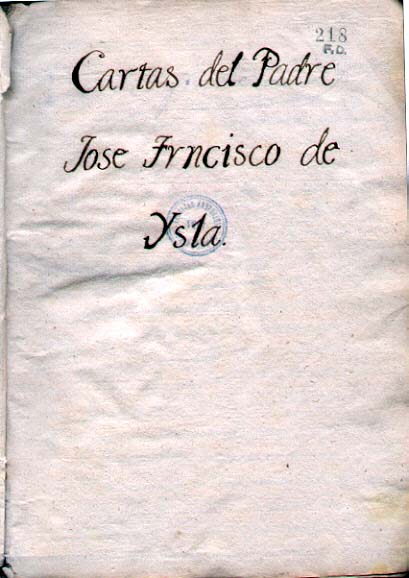 218
F.D.
Cartas del Padre
Jose Frncisco de
Ysla.